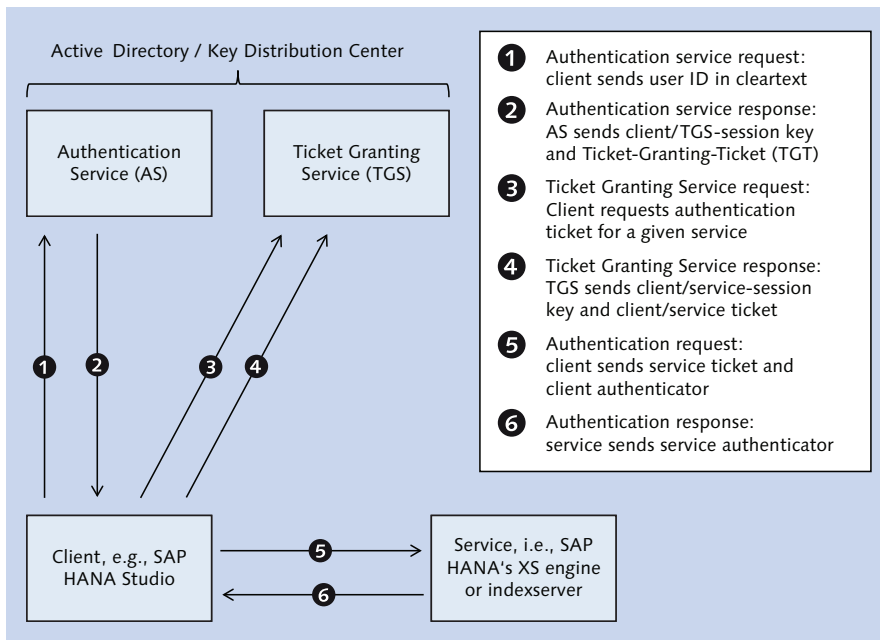 Active Directory / Key Distribution Center
Authentication
Service (AS)
Ticket Granting
Service (TGS)
1
2
3
4
Client, e.g., SAP
HANA Studio
5
6
Service, i.e., SAP
HANA‘s XS engine
or indexserver
1 Authentication service request:
client sends user ID in cleartext
2 Authentication service response:
AS sends client/TGS-session key
and Ticket-Granting-Ticket (TGT)
3 Ticket Granting Service request:
Client requests authentication
ticket for a given service
4 Ticket Granting Service response:
TGS sends client/service-session
key and client/service ticket
5 Authentication request:
client sends service ticket and
client authenticator
6 Authentication response:
service sends service authenticator